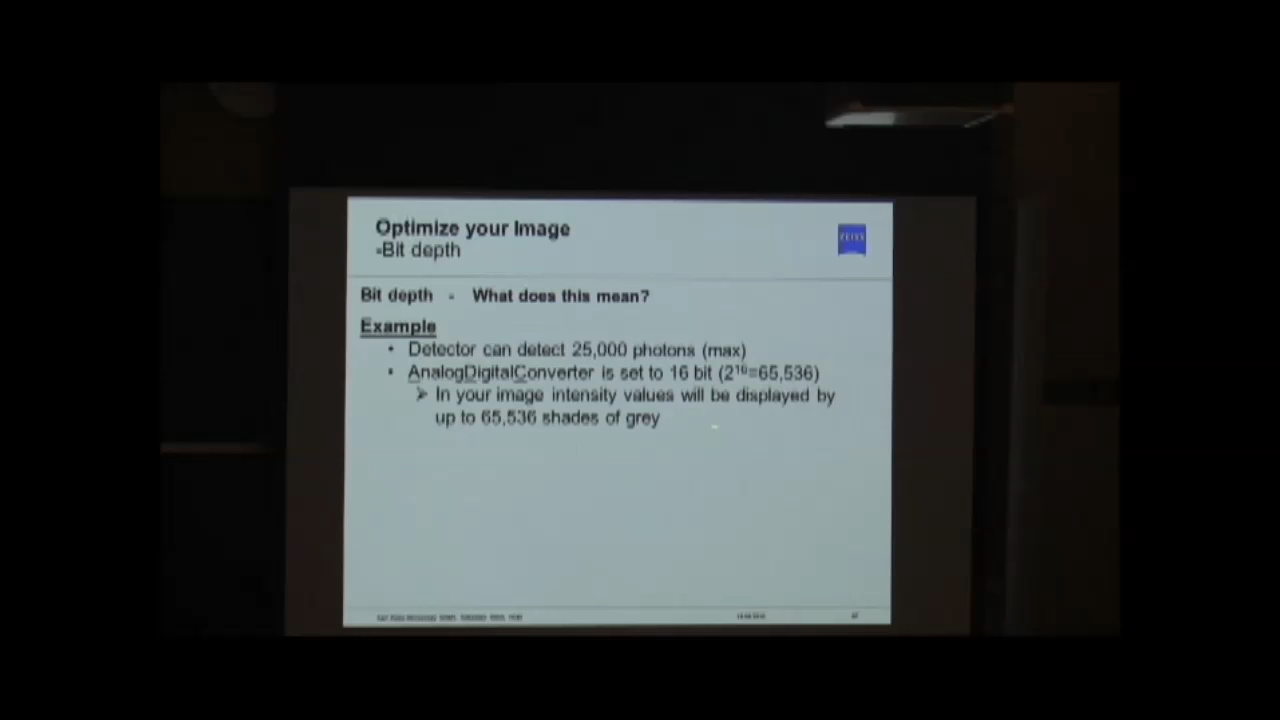 Optimize your Image
-Bit depth
ZEISS
Bit depth - What does this mean?
Example
• Detector can detect 25,000 photons (max)
• AnalogDigitalConverter is set to 16 bit (2¹⁶=65,536)
➢ In your image intensity values will be displayed by
up to 65,536 shades of grey